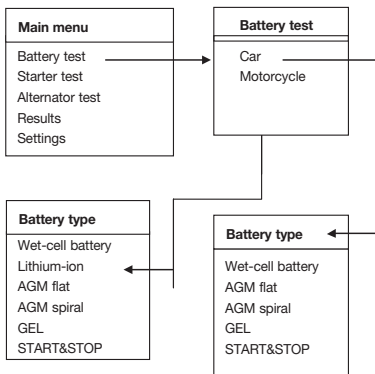 Main menu
Battery test
Starter test
Alternator test
Results
Settings
Battery test
Car
Motorcycle
Battery type
Wet-cell battery
Lithium-ion
AGM flat
AGM spiral
GEL
START&STOP
Battery type
Wet-cell battery
AGM flat
AGM spiral
GEL
START&STOP